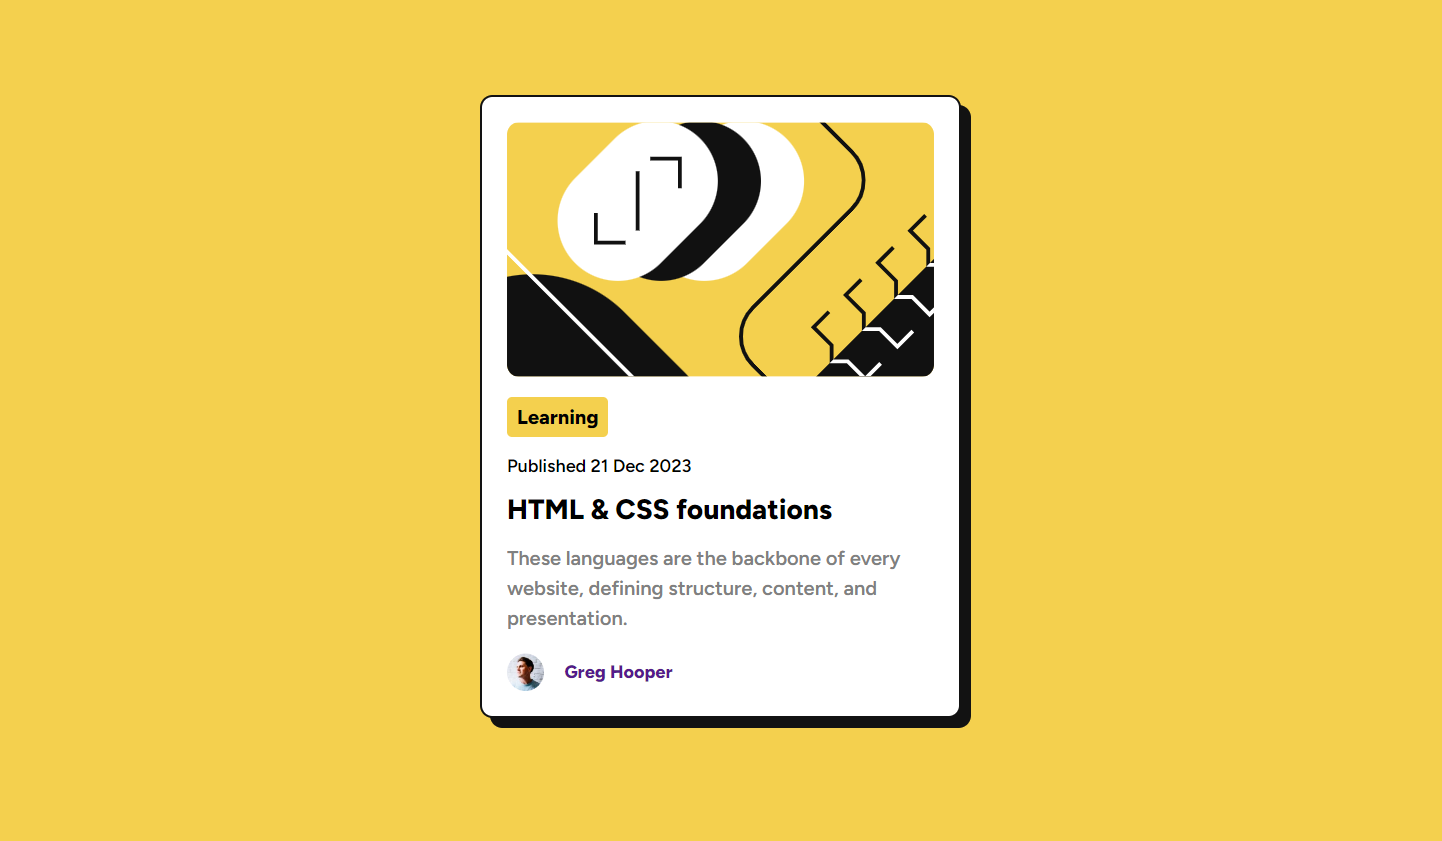 Learning
Published 21 Dec 2023
HTML & CSS foundations
These languages are the backbone of every
website, defining structure, content, and
presentation.
Greg Hooper